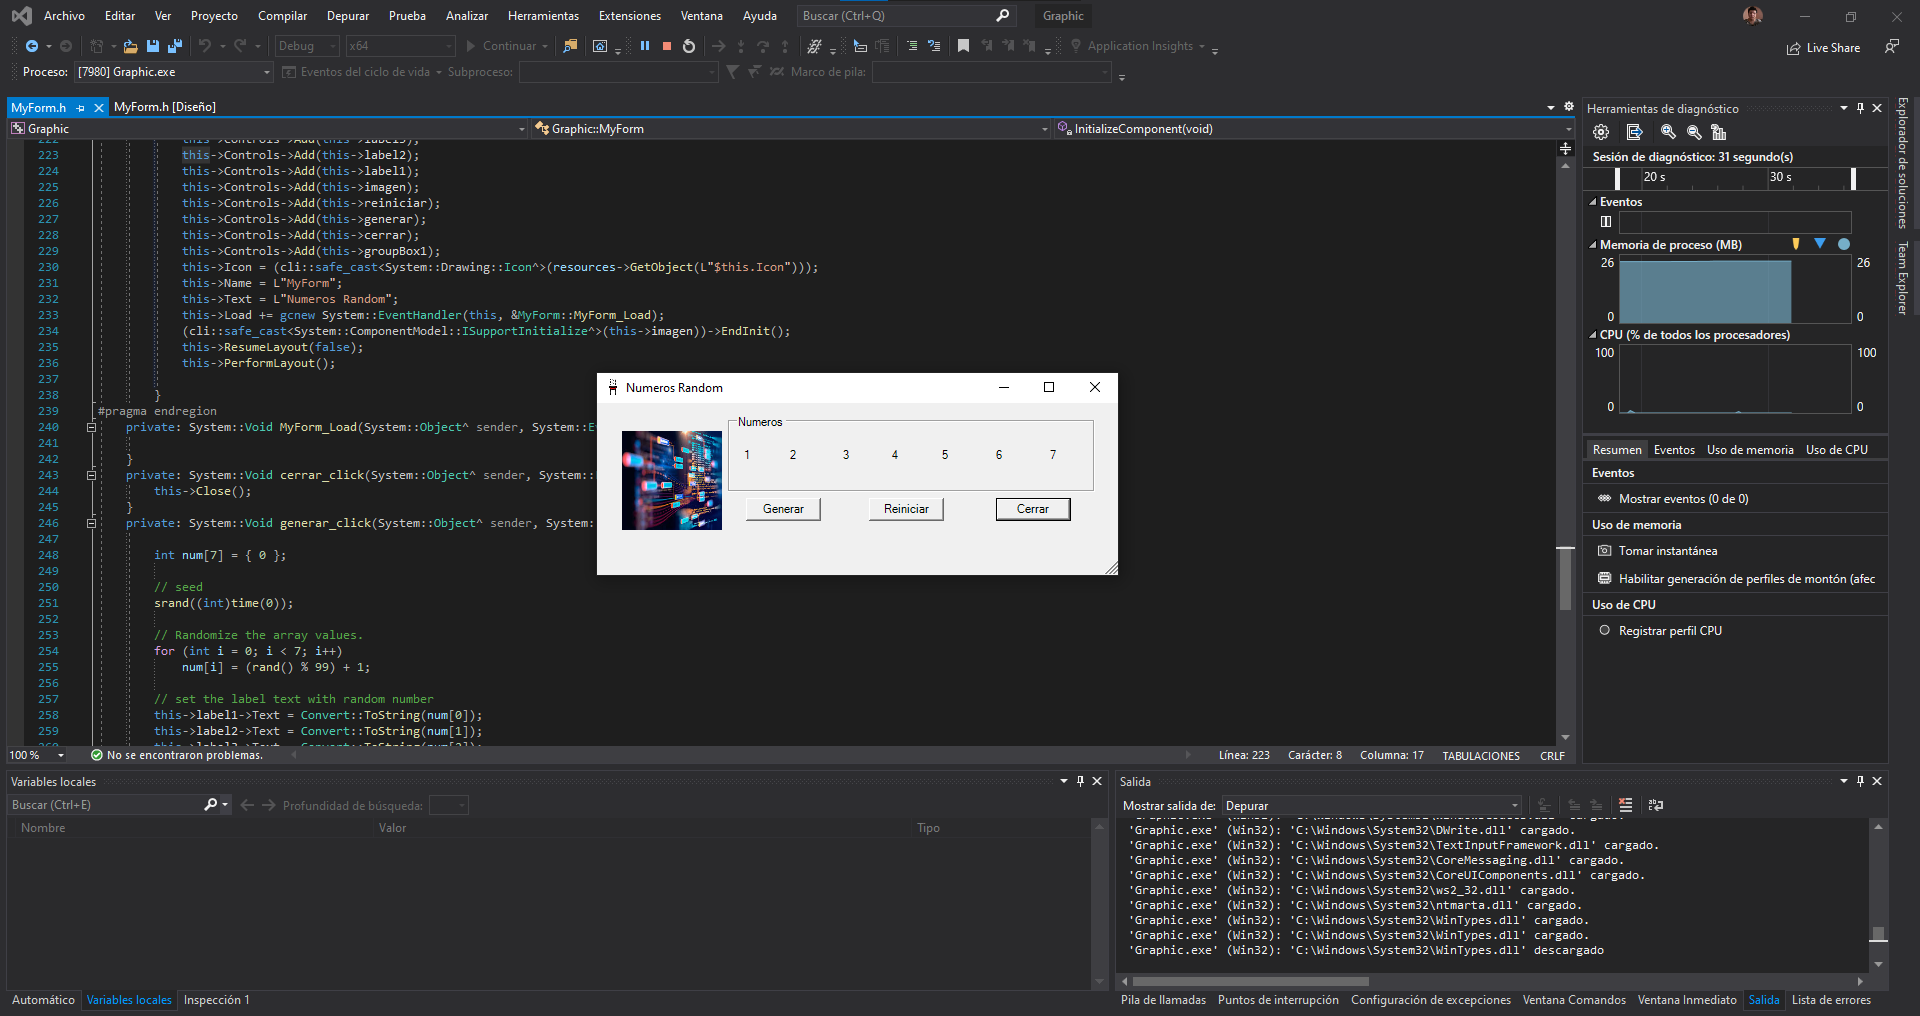 Archivo Editar Ver Proyecto Compilar Depurar Prueba Analizar Herramientas Extensiones Ventana Ayuda Buscar (Ctrl+Q) Graphic
Debug x64 Continuar Application Insights Live Share
Proceso: [7980] Graphic.exe Eventos del ciclo de vida Subproceso: Marco de pila:
MyForm.h MyForm.h [Diseño]
Graphic Graphic::MyForm InitializeComponent(void)
222 this->Controls->Add(this->label3);
223 this->Controls->Add(this->label2);
224 this->Controls->Add(this->label1);
225 this->Controls->Add(this->imagen);
226 this->Controls->Add(this->reiniciar);
227 this->Controls->Add(this->generar);
228 this->Controls->Add(this->cerrar);
229 this->Controls->Add(this->groupBox1);
230 this->Icon = (cli::safe_cast<System::Drawing::Icon^>(resources->GetObject(L"$this.Icon")));
231 this->Name = L"MyForm";
232 this->Text = L"Numeros Random";
233 this->Load += gcnew System::EventHandler(this, &MyForm::MyForm_Load);
234 (cli::safe_cast<System::ComponentModel::ISupportInitialize^>(this->imagen))->EndInit();
235 this->ResumeLayout(false);
236 this->PerformLayout();
237
238 }
239 #pragma endregion
240 private: System::Void MyForm_Load(System::Object^ sender, System::E
241
242 }
243 private: System::Void cerrar_click(System::Object^ sender, System::
244 this->Close();
245 }
246 private: System::Void generar_click(System::Object^ sender, System:
247
248 int num[7] = { 0 };
249
250 // seed
251 srand((int)time(0));
252
253 // Randomize the array values.
254 for (int i = 0; i < 7; i++)
255 num[i] = (rand() % 99) + 1;
256
257 // set the label text with random number
258 this->label1->Text = Convert::ToString(num[0]);
259 this->label2->Text = Convert::ToString(num[1]);
260 this->label3->Text = Convert::ToString(num[2]);
100 % No se encontraron problemas. Línea: 223 Carácter: 8 Columna: 17 TABULACIONES CRLF
Numeros Random
Numeros
1 2 3 4 5 6 7
Generar Reiniciar Cerrar
Herramientas de diagnóstico
Sesión de diagnóstico: 31 segundo(s)
20 s 30 s
Eventos
Memoria de proceso (MB)
26 26
0 0
CPU (% de todos los procesadores)
100 100
0 0
Resumen Eventos Uso de memoria Uso de CPU
Eventos
Mostrar eventos (0 de 0)
Uso de memoria
Tomar instantánea
Habilitar generación de perfiles de montón (afec
Uso de CPU
Registrar perfil CPU
Explorador de soluciones
Team Explorer
Variables locales
Buscar (Ctrl+E) Profundidad de búsqueda:
Nombre Valor Tipo
Automático Variables locales Inspección 1
Salida
Mostrar salida de: Depurar
'Graphic.exe' (Win32): 'C:\Windows\System32\DWrite.dll' cargado.
'Graphic.exe' (Win32): 'C:\Windows\System32\TextInputFramework.dll' cargado.
'Graphic.exe' (Win32): 'C:\Windows\System32\CoreMessaging.dll' cargado.
'Graphic.exe' (Win32): 'C:\Windows\System32\CoreUIComponents.dll' cargado.
'Graphic.exe' (Win32): 'C:\Windows\System32\ws2_32.dll' cargado.
'Graphic.exe' (Win32): 'C:\Windows\System32\ntmarta.dll' cargado.
'Graphic.exe' (Win32): 'C:\Windows\System32\WinTypes.dll' cargado.
'Graphic.exe' (Win32): 'C:\Windows\System32\WinTypes.dll' cargado.
'Graphic.exe' (Win32): 'C:\Windows\System32\WinTypes.dll' descargado
Pila de llamadas Puntos de interrupción Configuración de excepciones Ventana Comandos Ventana Inmediato Salida Lista de errores